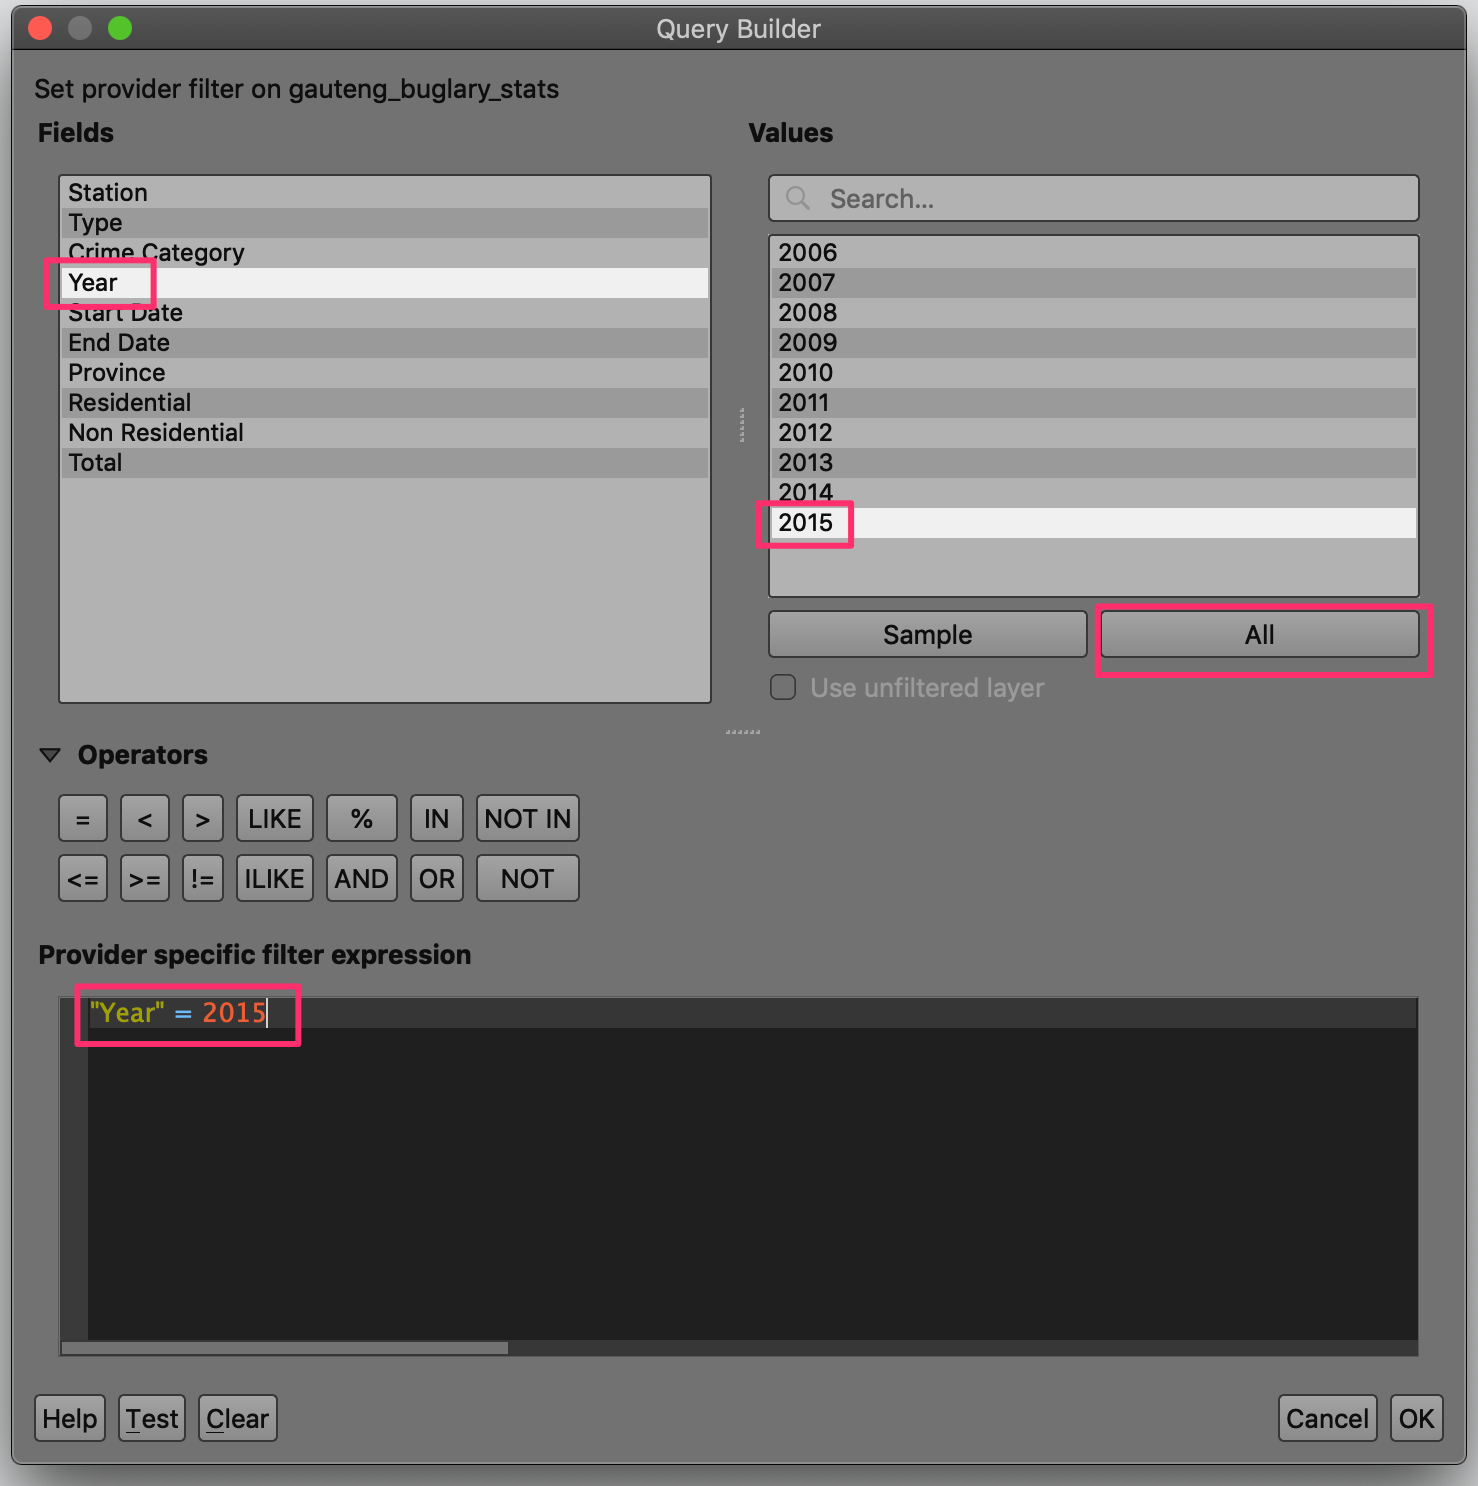 Query Builder
Set provider filter on gauteng_buglary_stats
Fields
Station
Type
Crime Category
Year
Start Date
End Date
Province
Residential
Non Residential
Total
Values
Search...
2006
2007
2008
2009
2010
2011
2012
2013
2014
2015
Sample All
Use unfiltered layer
Operators
= < > LIKE % IN NOT IN
<= >= != ILIKE AND OR NOT
Provider specific filter expression
"Year" = 2015
Help Test Clear Cancel OK